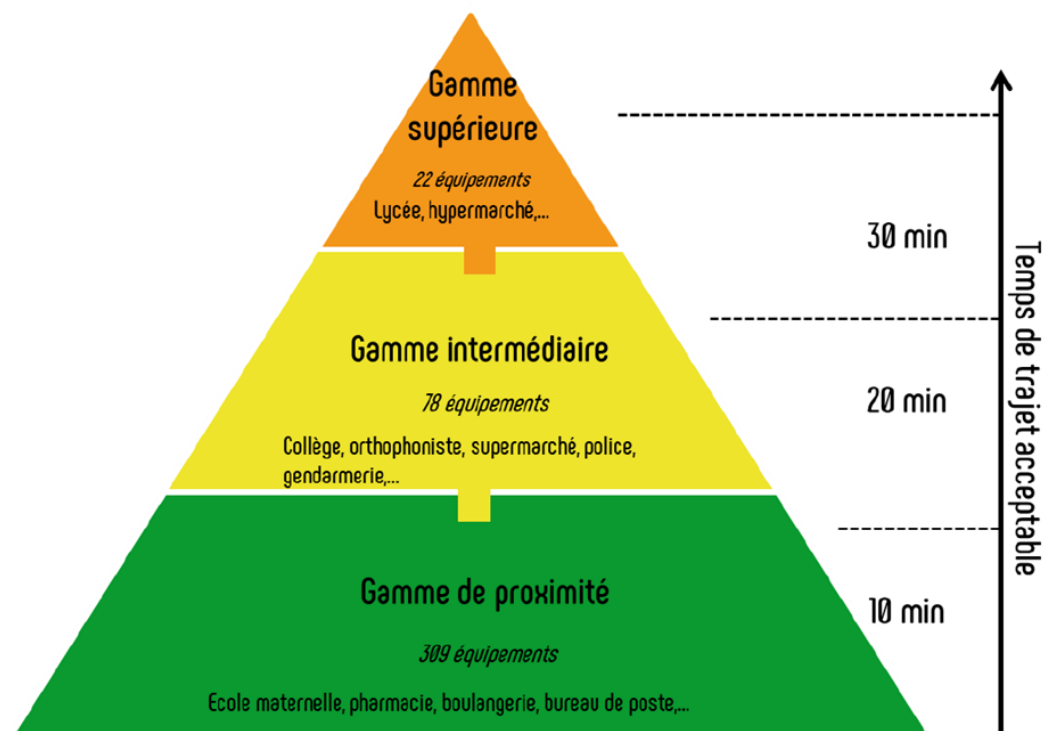 Gamme
supérieure
22 équipements
Lycée, hypermarché,...
30 min
Gamme intermédiaire
78 équipements
Collège, orthophoniste, supermarché, police,
gendarmerie,...
20 min
Gamme de proximité
309 équipements
Ecole maternelle, pharmacie, boulangerie, bureau de poste,...
10 min
Temps de trajet acceptable